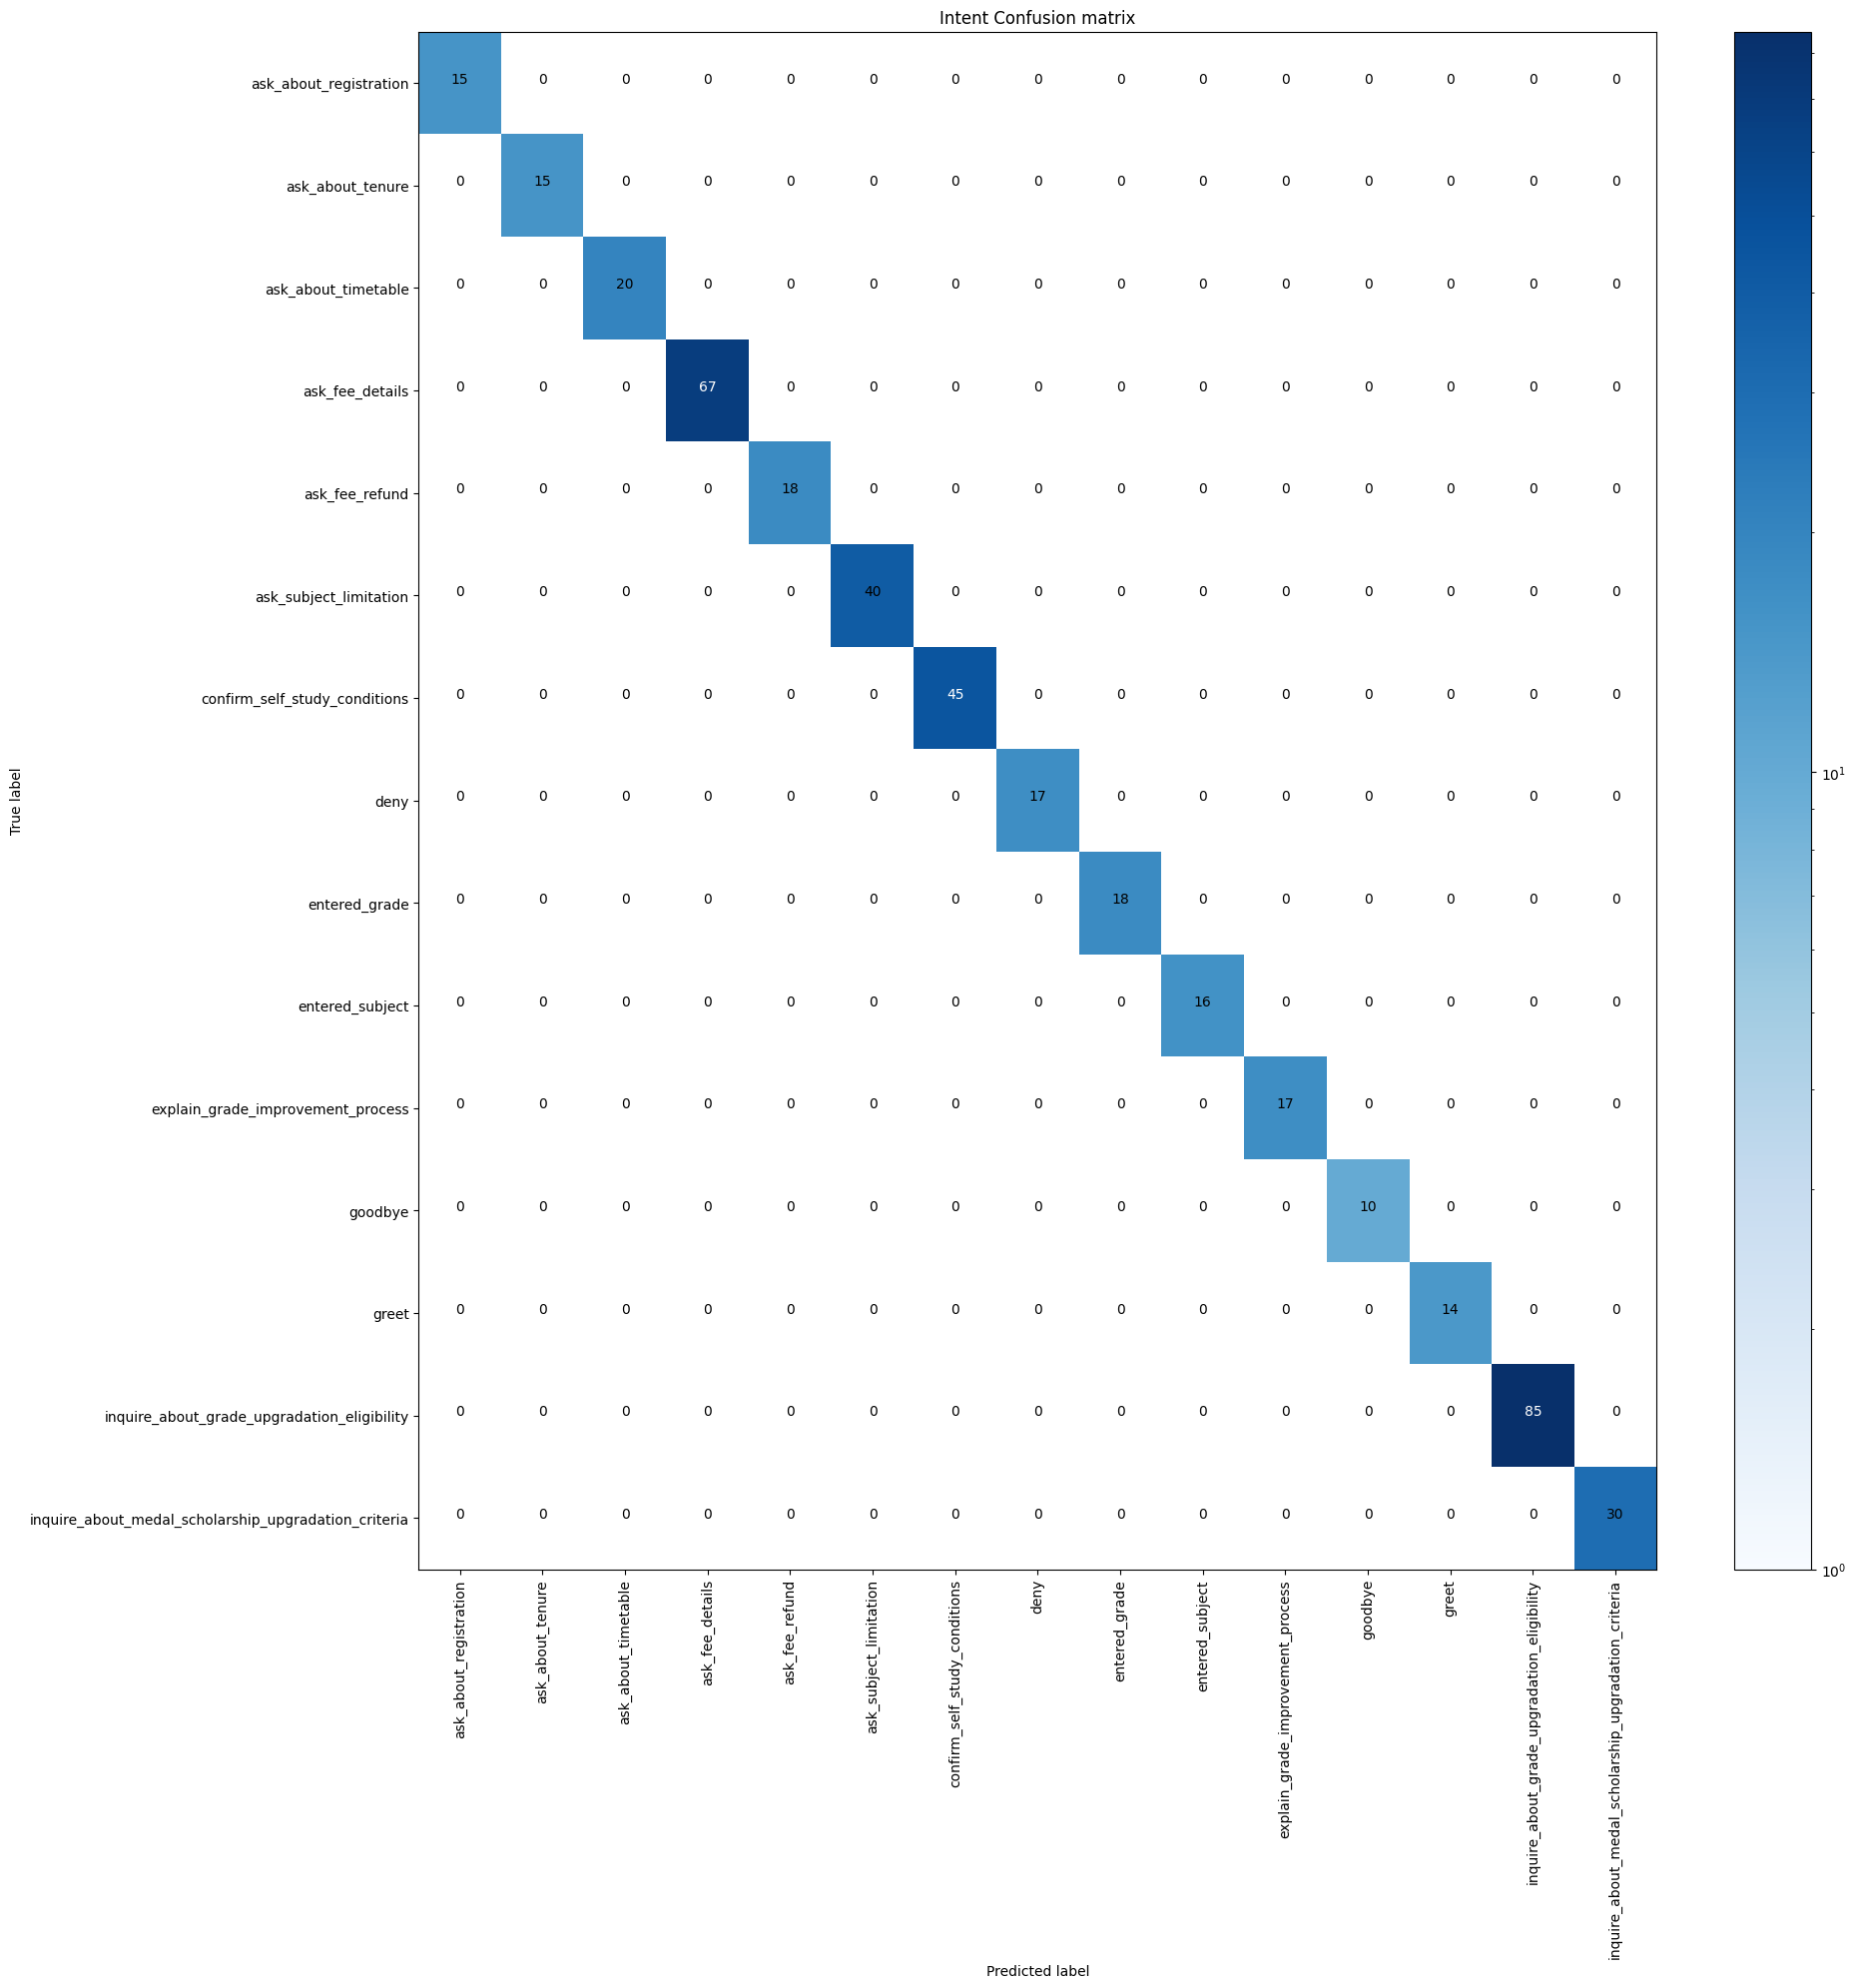 Intent Confusion matrix
True label
ask_about_registration 15 0 0 0 0 0 0 0 0 0 0 0 0 0 0
ask_about_tenure 0 15 0 0 0 0 0 0 0 0 0 0 0 0 0
ask_about_timetable 0 0 20 0 0 0 0 0 0 0 0 0 0 0 0
ask_fee_details 0 0 0 67 0 0 0 0 0 0 0 0 0 0 0
ask_fee_refund 0 0 0 0 18 0 0 0 0 0 0 0 0 0 0
ask_subject_limitation 0 0 0 0 0 40 0 0 0 0 0 0 0 0 0
confirm_self_study_conditions 0 0 0 0 0 0 45 0 0 0 0 0 0 0 0
deny 0 0 0 0 0 0 0 17 0 0 0 0 0 0 0
entered_grade 0 0 0 0 0 0 0 0 18 0 0 0 0 0 0
entered_subject 0 0 0 0 0 0 0 0 0 16 0 0 0 0 0
explain_grade_improvement_process 0 0 0 0 0 0 0 0 0 0 17 0 0 0 0
goodbye 0 0 0 0 0 0 0 0 0 0 0 10 0 0 0
greet 0 0 0 0 0 0 0 0 0 0 0 0 14 0 0
inquire_about_grade_upgradation_eligibility 0 0 0 0 0 0 0 0 0 0 0 0 0 85 0
inquire_about_medal_scholarship_upgradation_criteria 0 0 0 0 0 0 0 0 0 0 0 0 0 0 30
ask_about_registration
ask_about_tenure
ask_about_timetable
ask_fee_details
ask_fee_refund
ask_subject_limitation
confirm_self_study_conditions
deny
entered_grade
entered_subject
explain_grade_improvement_process
goodbye
greet
inquire_about_grade_upgradation_eligibility
inquire_about_medal_scholarship_upgradation_criteria
Predicted label
10¹
10⁰